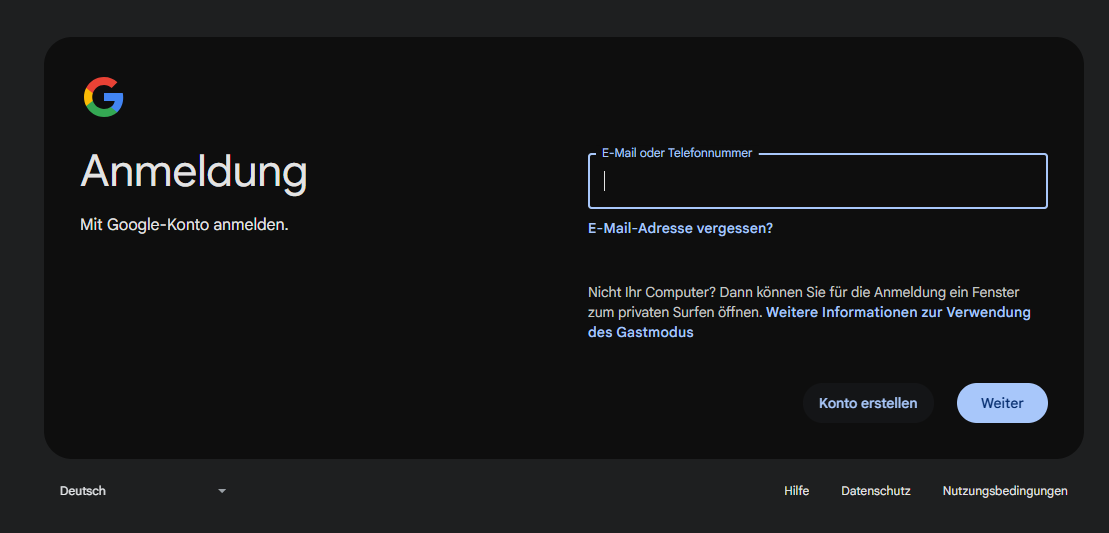 Anmeldung
Mit Google-Konto anmelden.
E-Mail oder Telefonnummer
E-Mail-Adresse vergessen?
Nicht Ihr Computer? Dann können Sie für die Anmeldung ein Fenster
zum privaten Surfen öffnen. Weitere Informationen zur Verwendung
des Gastmodus
Konto erstellen
Weiter
Deutsch
Hilfe
Datenschutz
Nutzungsbedingungen